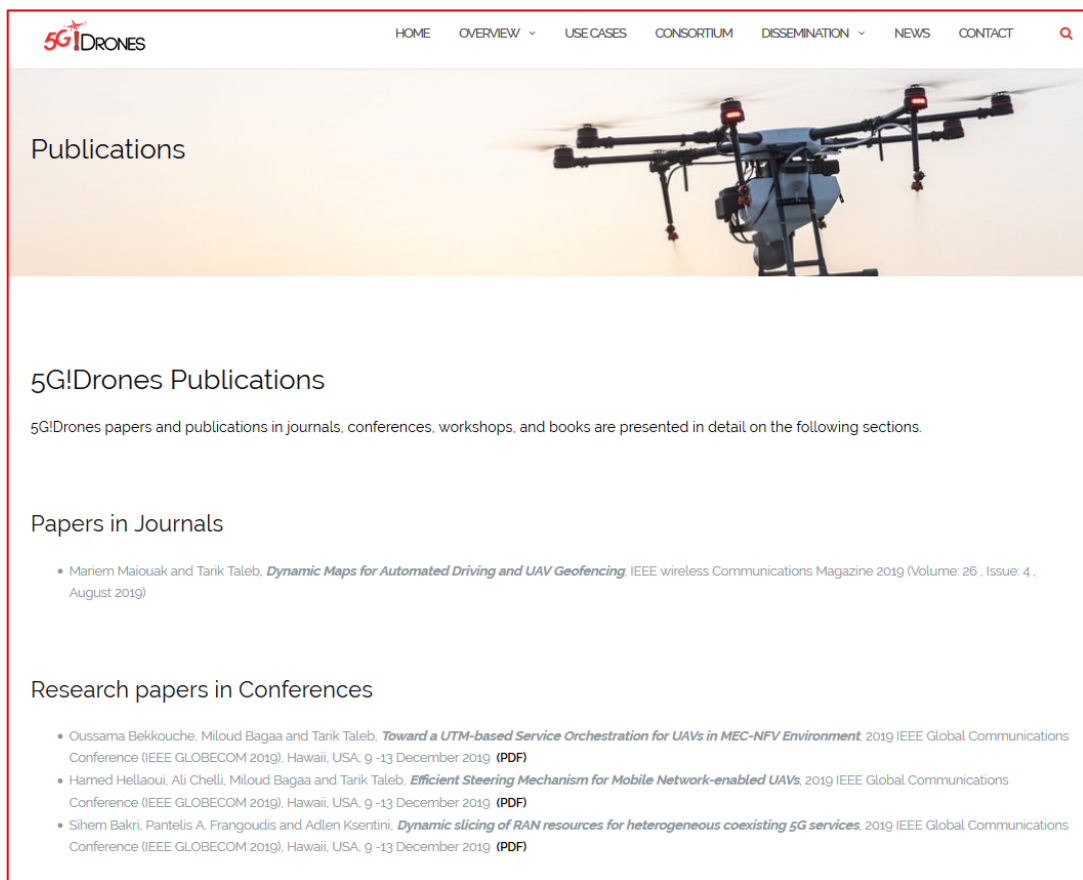 5G!DRONES
HOME OVERVIEW USE CASES CONSORTIUM DISSEMINATION NEWS CONTACT
Publications
5G!Drones Publications
5G!Drones papers and publications in journals, conferences, workshops, and books are presented in detail on the following sections.
Papers in Journals
• Mariem Maiouak and Tarik Taleb, Dynamic Maps for Automated Driving and UAV Geofencing, IEEE wireless Communications Magazine 2019 (Volume: 26 , Issue: 4 ,
August 2019)
Research papers in Conferences
• Oussama Bekkouche, Miloud Bagaa and Tarik Taleb, Toward a UTM-based Service Orchestration for UAVs in MEC-NFV Environment, 2019 IEEE Global Communications
Conference (IEEE GLOBECOM 2019), Hawaii, USA, 9 -13 December 2019 (PDF)
• Hamed Hellaoui, Ali Chelli, Miloud Bagaa and Tarik Taleb, Efficient Steering Mechanism for Mobile Network-enabled UAVs, 2019 IEEE Global Communications
Conference (IEEE GLOBECOM 2019), Hawaii, USA, 9 -13 December 2019 (PDF)
• Sihem Bakri, Pantelis A. Frangoudis and Adlen Ksentini, Dynamic slicing of RAN resources for heterogeneous coexisting 5G services, 2019 IEEE Global Communications
Conference (IEEE GLOBECOM 2019), Hawaii, USA, 9 -13 December 2019 (PDF)